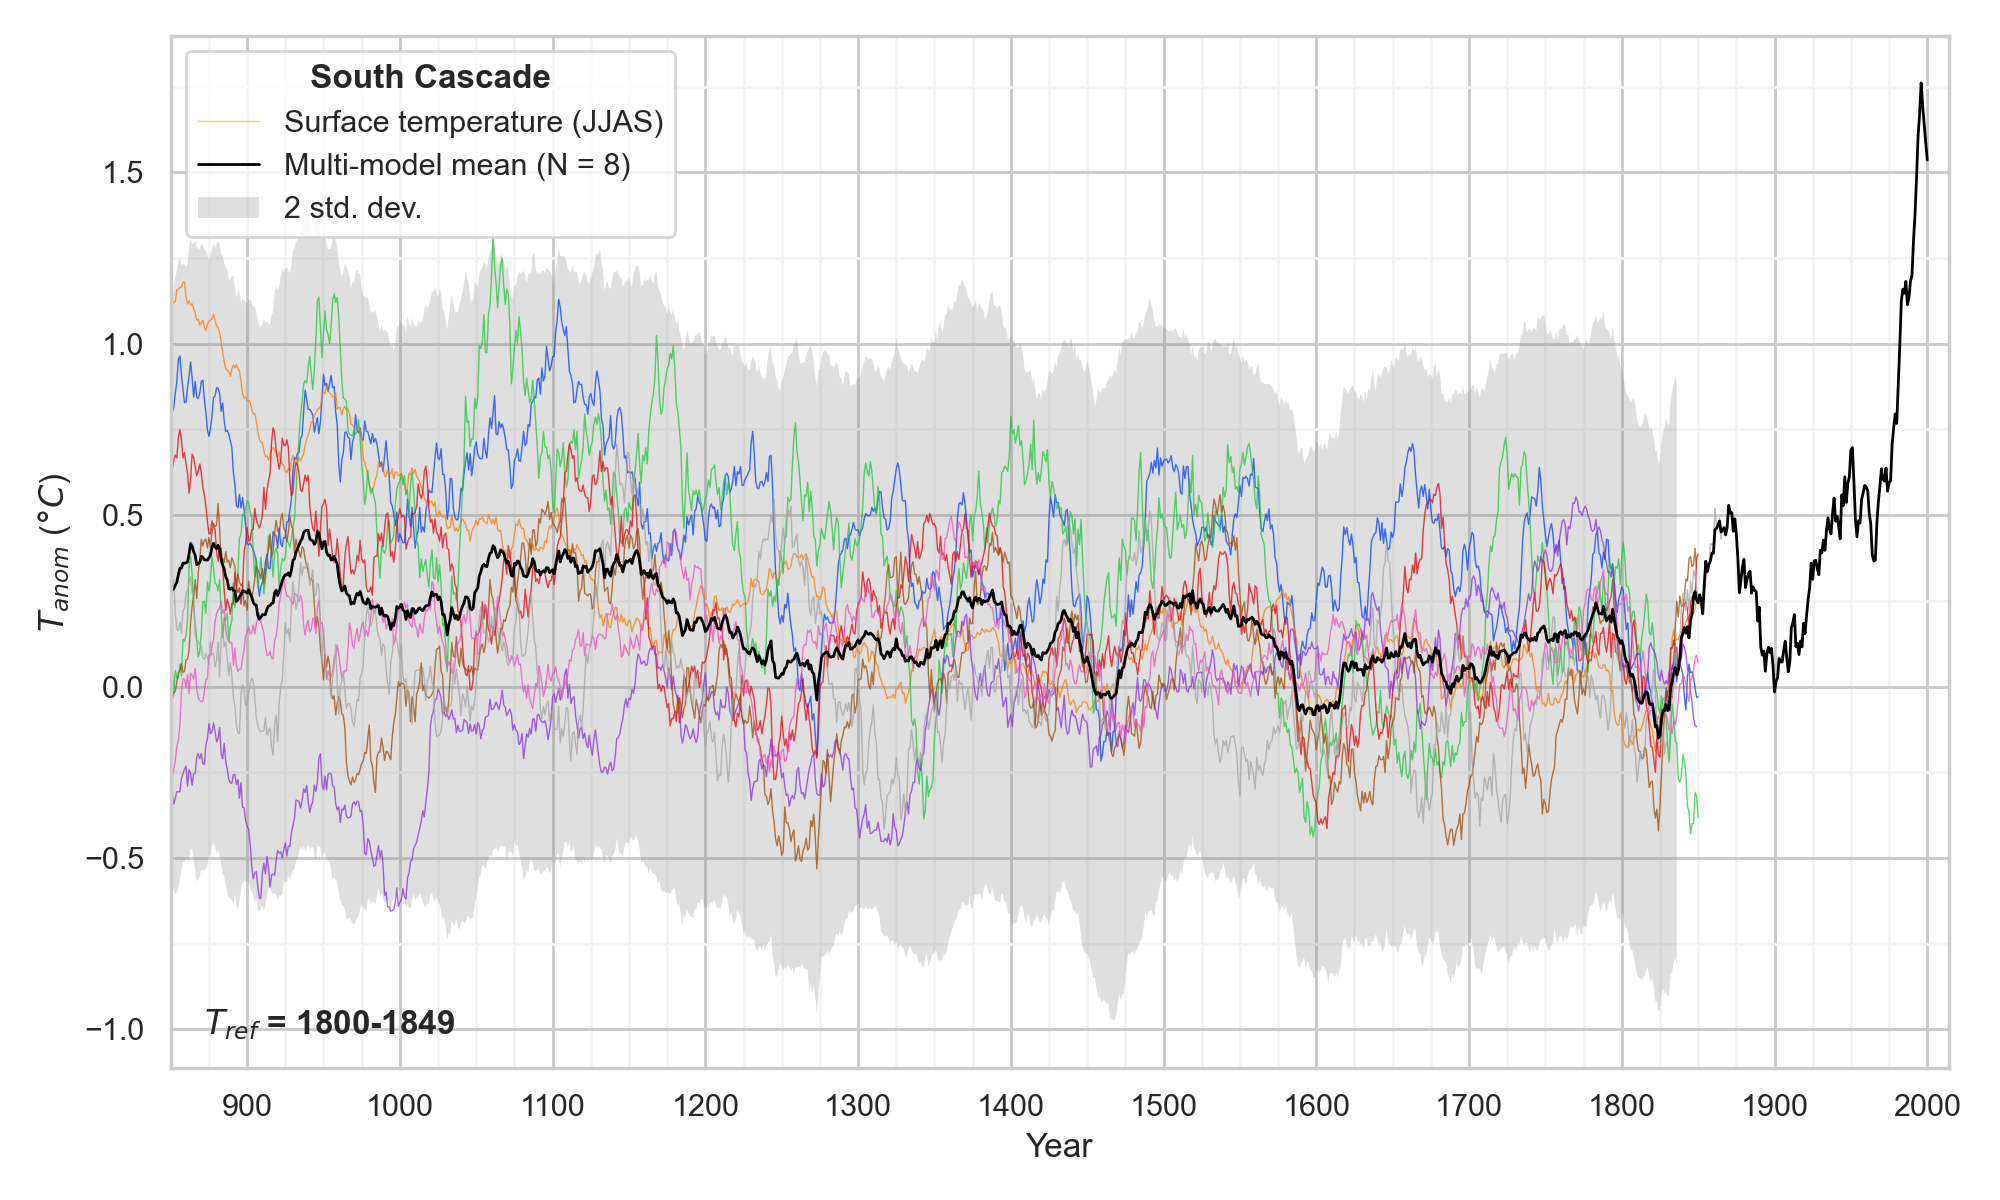 South Cascade
Surface temperature (JJAS)
Multi-model mean (N = 8)
2 std. dev.
1.5
1.0
0.5
0.0
−0.5
−1.0
T_anom (°C)
T_ref = 1800-1849
900 1000 1100 1200 1300 1400 1500 1600 1700 1800 1900 2000
Year